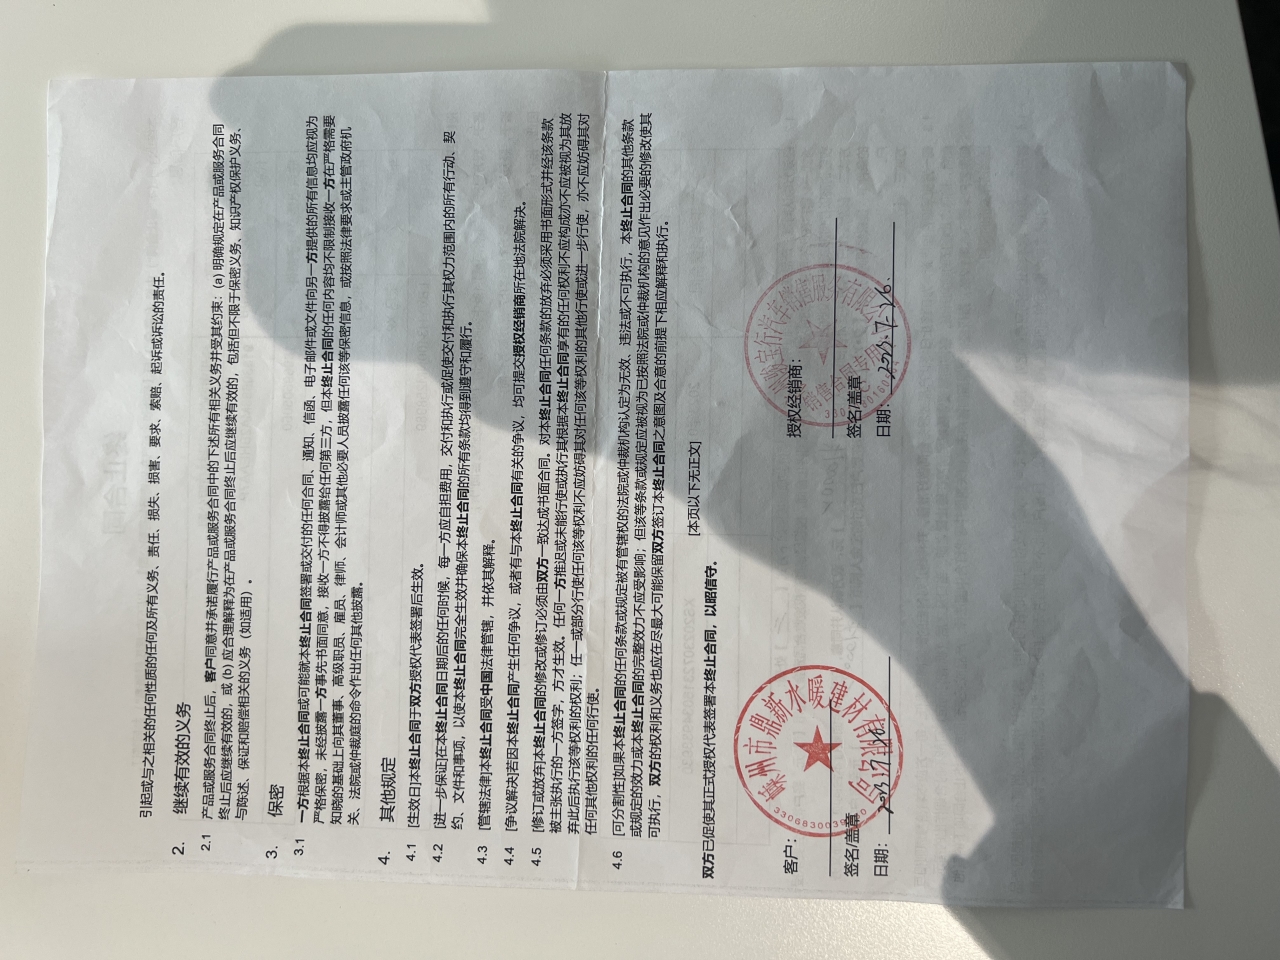 引起或与之相关的任何性质的任何及所有义务、责任、损失、损害、要求、索赔、起诉或诉讼的责任。
2. 继续有效的义务
2.1 产品或服务合同终止后，客户同意并承诺履行产品或服务合同中的下述所有相关义务并受其约束：(a) 明确规定在产品或服务合同
终止后应继续有效的，或 (b) 应合理解释为在产品或服务合同终止后应继续有效的，包括但不限于保密义务、知识产权保护义务、
与陈述、保证和赔偿相关的义务（如适用）。
3. 保密
3.1 一方根据本终止合同或可能就本终止合同签署或交付的任何合同、通知、信函、电子邮件或文件向另一方提供的所有信息均应视为
严格保密，未经披露一方事先书面同意，接收一方不得披露给任何第三方，但本终止合同的任何内容均不限制接收一方在严格需要
知晓的基础上向其董事、高级职员、雇员、律师、会计师或其他必要人员披露任何该等保密信息，或按照法律要求或主管政府机
关、法院或仲裁庭的命令作出任何其他披露。
4. 其他规定
4.1 [生效日]本终止合同于双方授权代表签署后生效。
4.2 [进一步保证]在本终止合同日期后的任何时候，每一方应自担费用，交付和执行或促使交付和执行其权力范围内的所有行动、契
约、文件和事项，以使本终止合同完全生效并确保本终止合同的所有条款均得到遵守和履行。
4.3 [管辖法律]本终止合同受中国法律管辖，并依其解释。
4.4 [争议解决]若因本终止合同产生任何争议，或者有与本终止合同有关的争议，均可提交授权经销商所在地法院解决。
4.5 [修订或放弃]本终止合同的修改或修订必须由双方一致达成书面合同，对本终止合同任何条款的放弃必须采用书面形式并经该条款
被主张执行的一方签字，方才生效。任何一方推迟或未能行使或执行其根据本终止合同享有的任何权利不应构成亦不应被视为其放
弃此后执行该等权利的权利；任一或部分行使任何该等权利不应妨碍其对任何该等权利的其他行使或进一步行使，亦不应妨碍其对
任何其他权利的任何行使。
4.6 [可分割性]如果本终止合同的任何条款或规定被有管辖权的法院或仲裁机构认定为无效、违法或不可执行，本终止合同的其他条款
或规定的效力或本终止合同的完整效力不应受影响；但该等条款或规定应被视为已按照法院或仲裁机构的意见作出必要的修改使其
可执行，双方的权利和义务也应在尽最大可能保留双方签订本终止合同之意图及合意的前提下相应解释和执行。
[本页以下无正文]
双方已促使其正式授权代表签署本终止合同，以昭信守。
客户： 授权经销商：
州市鼎新水暖建材有限公司
宝行汽车销售服务有限公司
销售合同专用
签名/盖章 签名/盖章
日期： 日期：